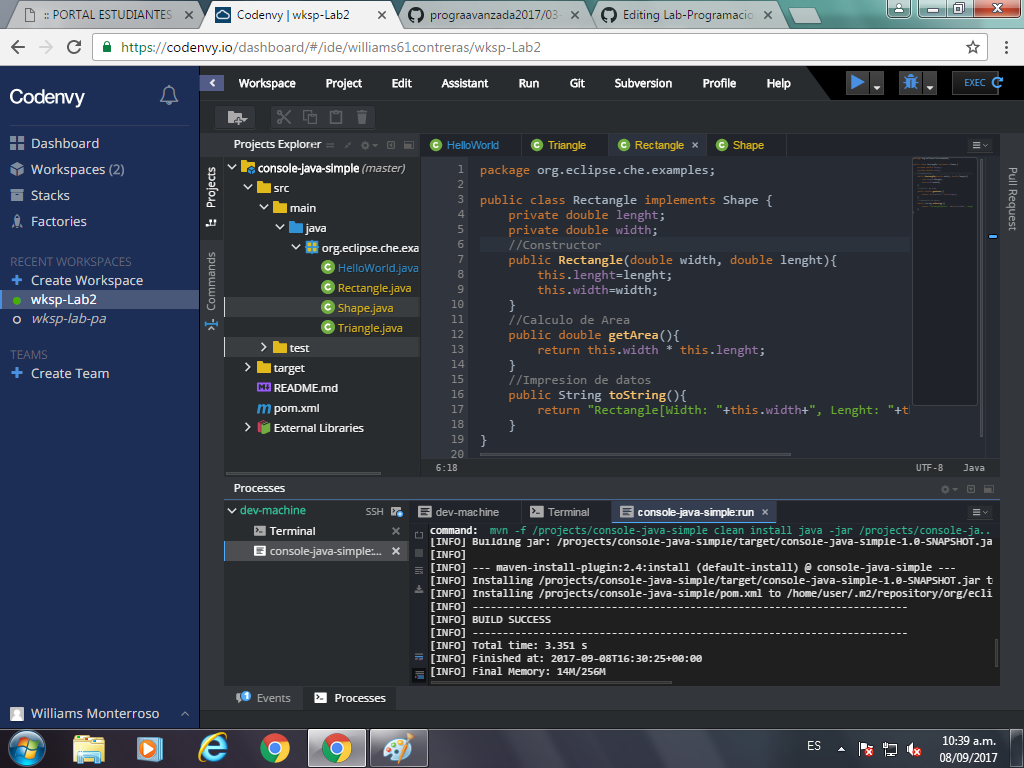 :: PORTAL ESTUDIANTES
Codenvy | wksp-Lab2
prograavanzada2017/03-
Editing Lab-Programacio
https://codenvy.io/dashboard/#/ide/williams61contreras/wksp-Lab2
Codenvy
Dashboard
Workspaces (2)
Stacks
Factories
RECENT WORKSPACES
Create Workspace
wksp-Lab2
wksp-lab-pa
TEAMS
Create Team
Williams Monterroso
Workspace Project Edit Assistant Run Git Subversion Profile Help
EXEC
Projects Explorer
Projects
Commands
console-java-simple (master)
src
main
java
org.eclipse.che.exa
HelloWorld.java
Rectangle.java
Shape.java
Triangle.java
test
target
README.md
pom.xml
External Libraries
HelloWorld Triangle Rectangle Shape
1 package org.eclipse.che.examples;
2
3 public class Rectangle implements Shape {
4 private double lenght;
5 private double width;
6 //Constructor
7 public Rectangle(double width, double lenght){
8 this.lenght=lenght;
9 this.width=width;
10 }
11 //Calculo de Area
12 public double getArea(){
13 return this.width * this.lenght;
14 }
15 //Impresion de datos
16 public String toString(){
17 return "Rectangle[Width: "+this.width+", Lenght: "+t
18 }
19 }
20
6:18 UTF-8 Java
Pull Request
Processes
dev-machine SSH
Terminal
console-java-simple:...
dev-machine Terminal console-java-simple:run
command: mvn -f /projects/console-java-simple clean install java -jar /projects/console-ja..
[INFO] Building jar: /projects/console-java-simple/target/console-java-simple-1.0-SNAPSHOT.ja
[INFO]
[INFO] --- maven-install-plugin:2.4:install (default-install) @ console-java-simple ---
[INFO] Installing /projects/console-java-simple/target/console-java-simple-1.0-SNAPSHOT.jar to
[INFO] Installing /projects/console-java-simple/pom.xml to /home/user/.m2/repository/org/ecli
[INFO] ------------------------------------------------------------------
[INFO] BUILD SUCCESS
[INFO] ------------------------------------------------------------------
[INFO] Total time: 3.351 s
[INFO] Finished at: 2017-09-08T16:30:25+00:00
[INFO] Final Memory: 14M/256M
1 Events Processes
ES
10:39 a.m.
08/09/2017